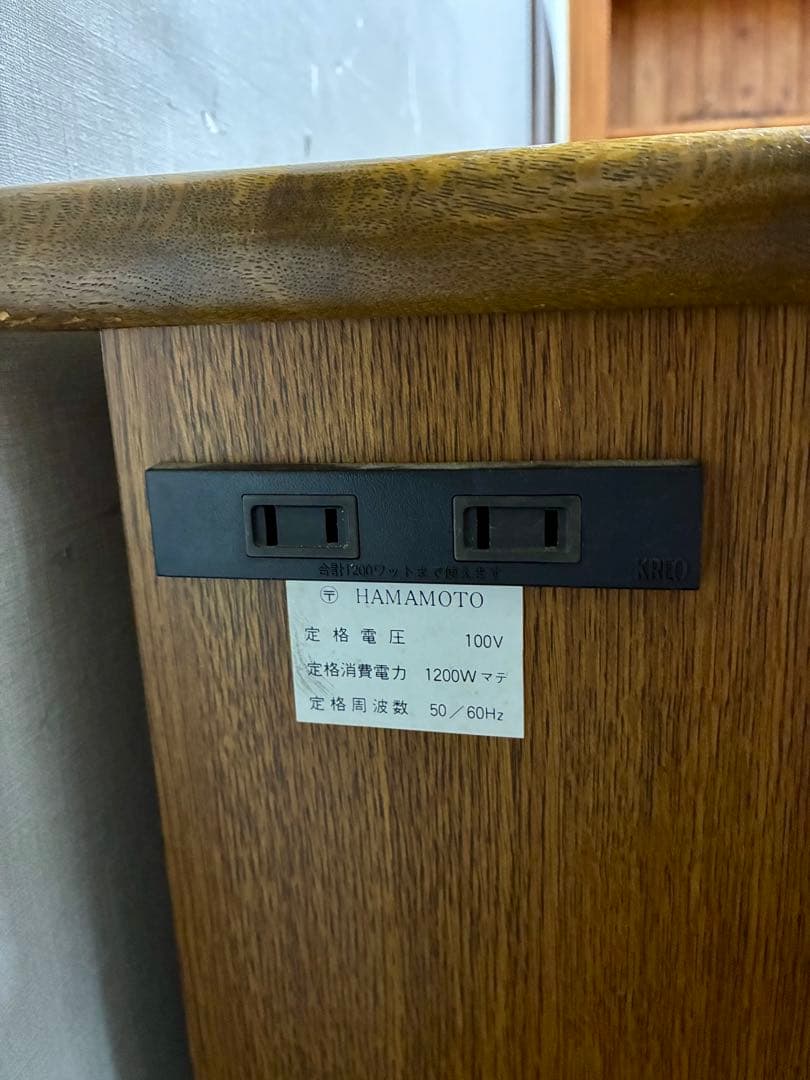 合計1200ワットまで使えます
KREO
〒 HAMAMOTO
定格電圧 100V
定格消費電力 1200Wマデ
定格周波数 50/60Hz